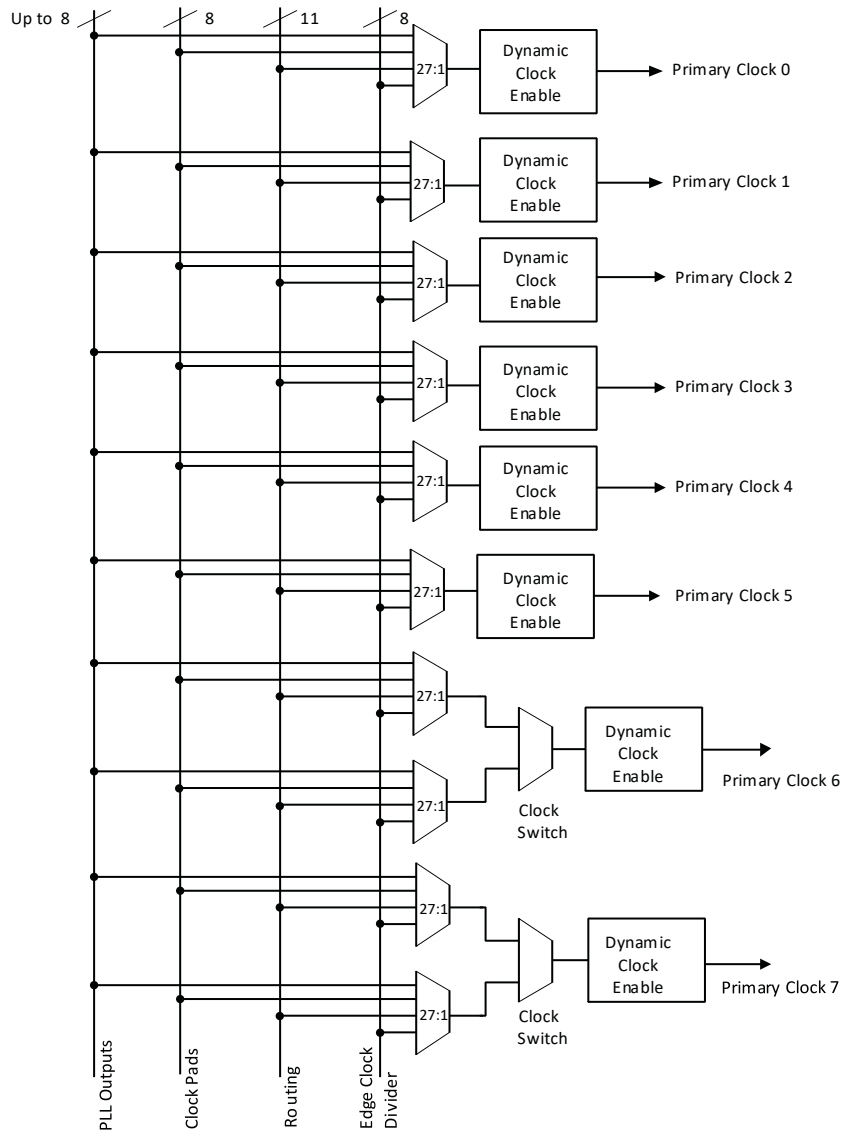 Up to 8
8
11
8
27:1
Dynamic
Clock
Enable
Primary Clock 0
27:1
Dynamic
Clock
Enable
Primary Clock 1
27:1
Dynamic
Clock
Enable
Primary Clock 2
27:1
Dynamic
Clock
Enable
Primary Clock 3
27:1
Dynamic
Clock
Enable
Primary Clock 4
27:1
Dynamic
Clock
Enable
Primary Clock 5
27:1
27:1
Clock
Switch
Dynamic
Clock
Enable
Primary Clock 6
27:1
27:1
Clock
Switch
Dynamic
Clock
Enable
Primary Clock 7
PLL Outputs
Clock Pads
Routing
Edge Clock
Divider